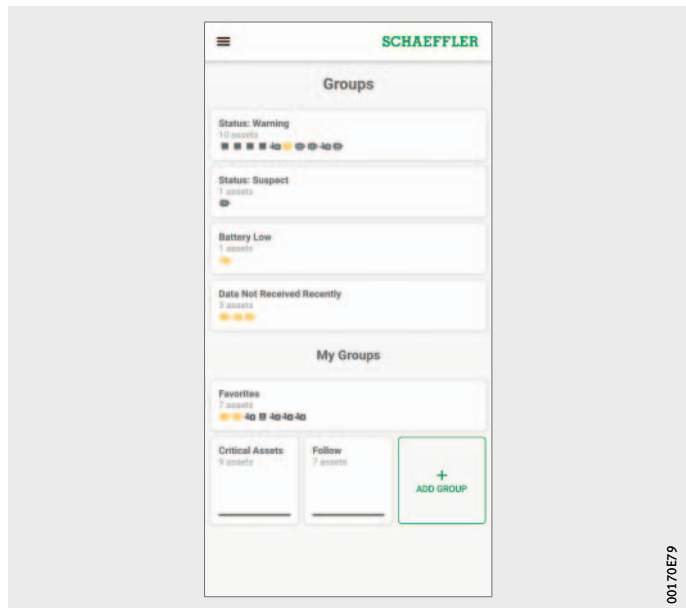 SCHAEFFLER
Groups
Status: Warning
10 assets
Status: Suspect
1 assets
Battery Low
1 assets
Data Not Received Recently
3 assets
My Groups
Favorites
7 assets
Critical Assets
9 assets
Follow
7 assets
+
ADD GROUP
00170E79